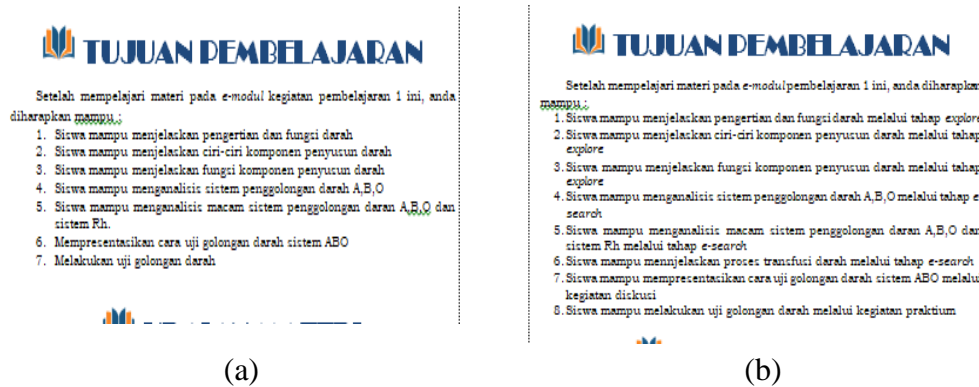 TUJUAN PEMBELAJARAN
Setelah mempelajari materi pada e-modul kegiatan pembelajaran 1 ini, anda
diharapkan mampu :
1. Siswa mampu menjelaskan pengertian dan fungsi darah
2. Siswa mampu menjelaskan ciri-ciri komponen penyusun darah
3. Siswa mampu menjelaskan fungsi komponen penyusun darah
4. Siswa mampu menganalisis sistem penggolongan darah A,B,O
5. Siswa mampu menganalisis macam sistem penggolongan daran A,B,O dan
sistem Rh.
6. Mempresentasikan cara uji golongan darah sistem ABO
7. Melakukan uji golongan darah
(a)
TUJUAN PEMBELAJARAN
Setelah mempelajari materi pada e-modul pembelajaran 1 ini, anda diharapkan
mampu :
1. Siswa mampu menjelaskan pengertian dan fungsi darah melalui tahap explore
2. Siswa mampu menjelaskan ciri-ciri komponen penyusun darah melalui tahap
explore
3. Siswa mampu menjelaskan fungsi komponen penyusun darah melalui tahap
explore
4. Siswa mampu menganalisis sistem penggolongan darah A,B,O melalui tahap e-
search
5. Siswa mampu menganalisis macam sistem penggolongan daran A,B,O dan
sistem Rh melalui tahap e-search
6. Siswa mampu mennjelaskan proses transfusi darah melalui tahap e-search
7. Siswa mampu mempresentasikan cara uji golongan darah sistem ABO melalui
kegiatan diskusi
8. Siswa mampu melakukan uji golongan darah melalui kegiatan praktium
(b)